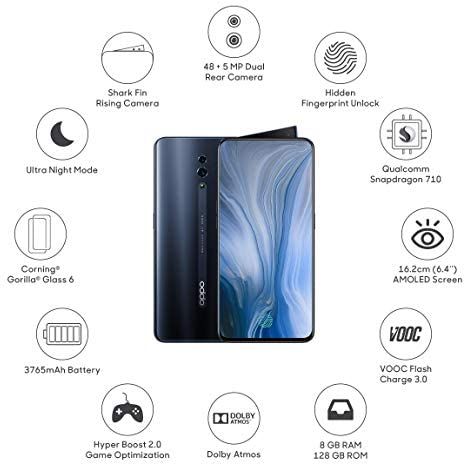 48 + 5 MP Dual
Rear Camera
Shark Fin
Rising Camera
Hidden
Fingerprint Unlock
Ultra Night Mode
Qualcomm
Snapdragon 710
Corning®
Gorilla® Glass 6
16.2cm (6.4")
AMOLED Screen
oppo
3765mAh Battery
VOOC
VOOC Flash
Charge 3.0
Hyper Boost 2.0
Game Optimization
DOLBY
ATMOS
Dolby Atmos
8 GB RAM
128 GB ROM